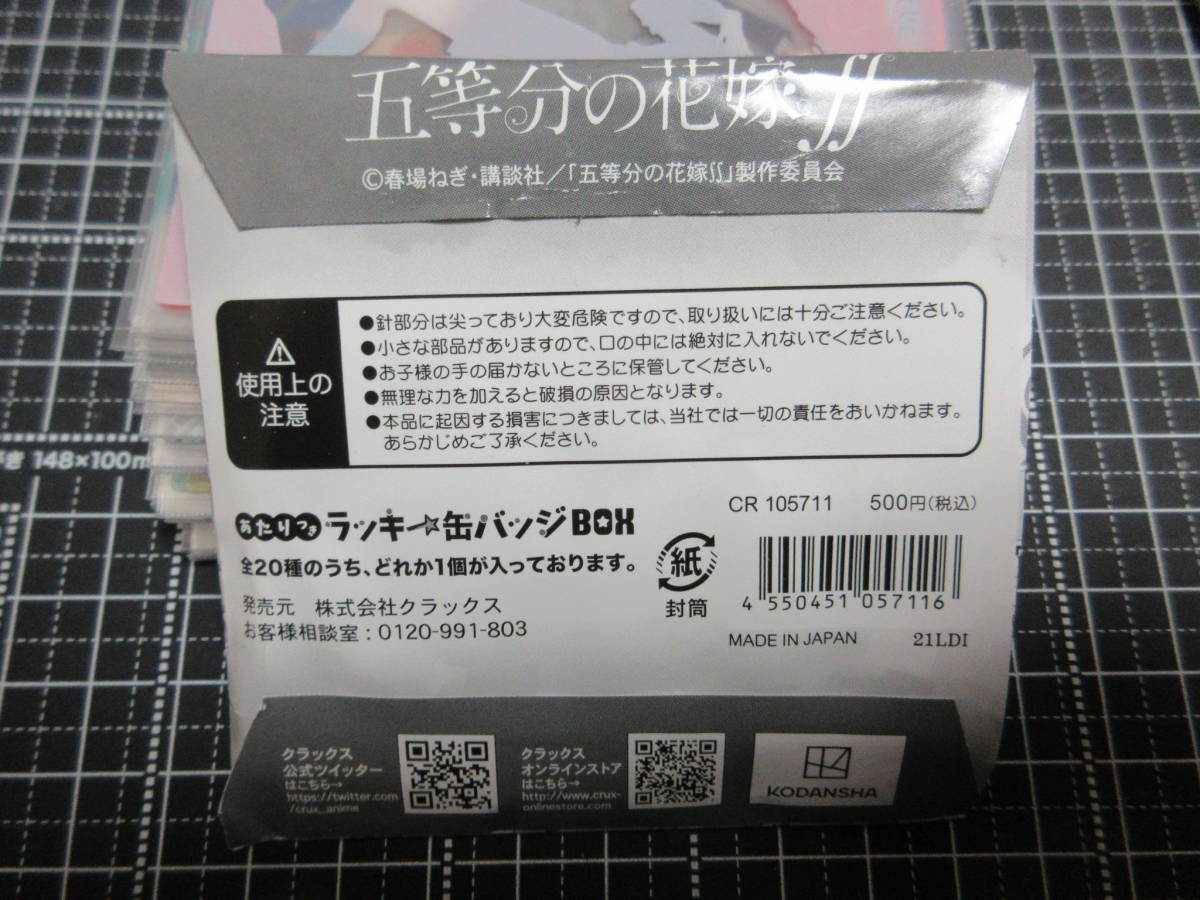 五等分の花嫁∬
©春場ねぎ・講談社/「五等分の花嫁∬」製作委員会
使用上の
注意
●針部分は尖っており大変危険ですので、取り扱いには十分ご注意ください。
●小さな部品がありますので、口の中には絶対に入れないでください。
●お子様の手の届かないところに保管してください。
●無理な力を加えると破損の原因となります。
●本品に起因する損害につきましては、当社では一切の責任をおいかねます。
あらかじめご了承ください。
あたりつき ラッキー☆缶バッジBOX
全20種のうち、どれか1個が入っております。
発売元 株式会社クラックス
お客様相談室:0120-991-803
紙
封筒
CR 105711 500円(税込)
4 550451 057116
MADE IN JAPAN 21LDI
クラックス
公式ツイッター
はこちら→
https://twitter.com
/crux_anime
クラックス
オンラインストア
はこちら→
http://www.crux-
onlinestore.com/
KODANSHA
がき 148×100m